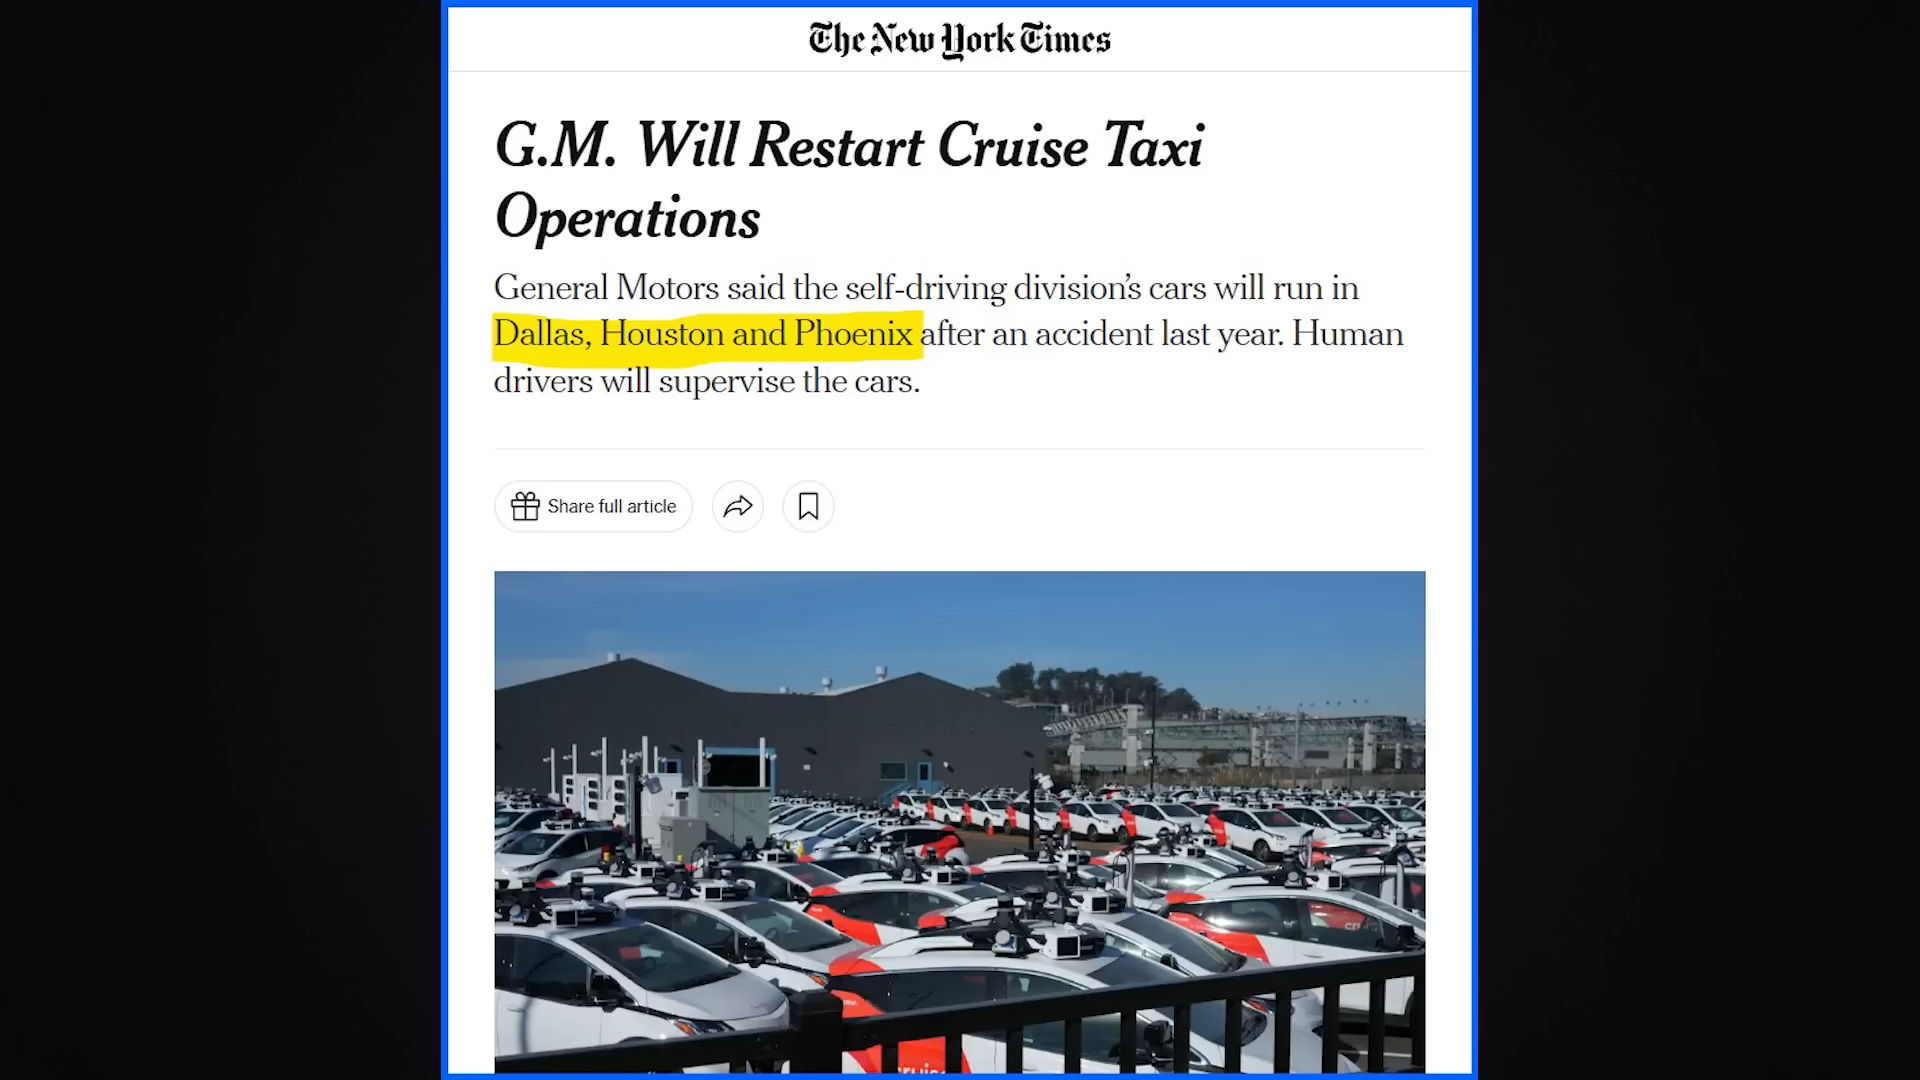 The New York Times
G.M. Will Restart Cruise Taxi
Operations
General Motors said the self-driving division’s cars will run in
Dallas, Houston and Phoenix after an accident last year. Human
drivers will supervise the cars.
Share full article